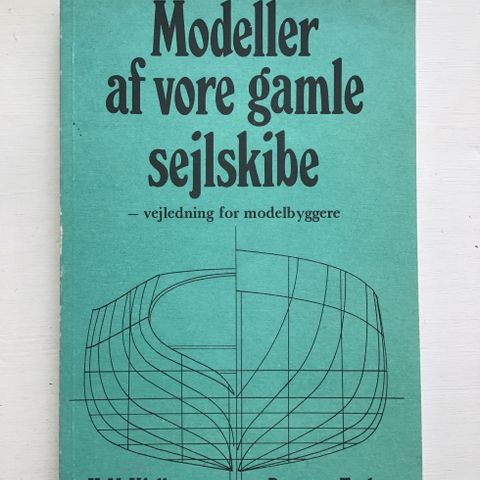 Modeller
af vore gamle
sejlskibe
– vejledning for modelbyggere